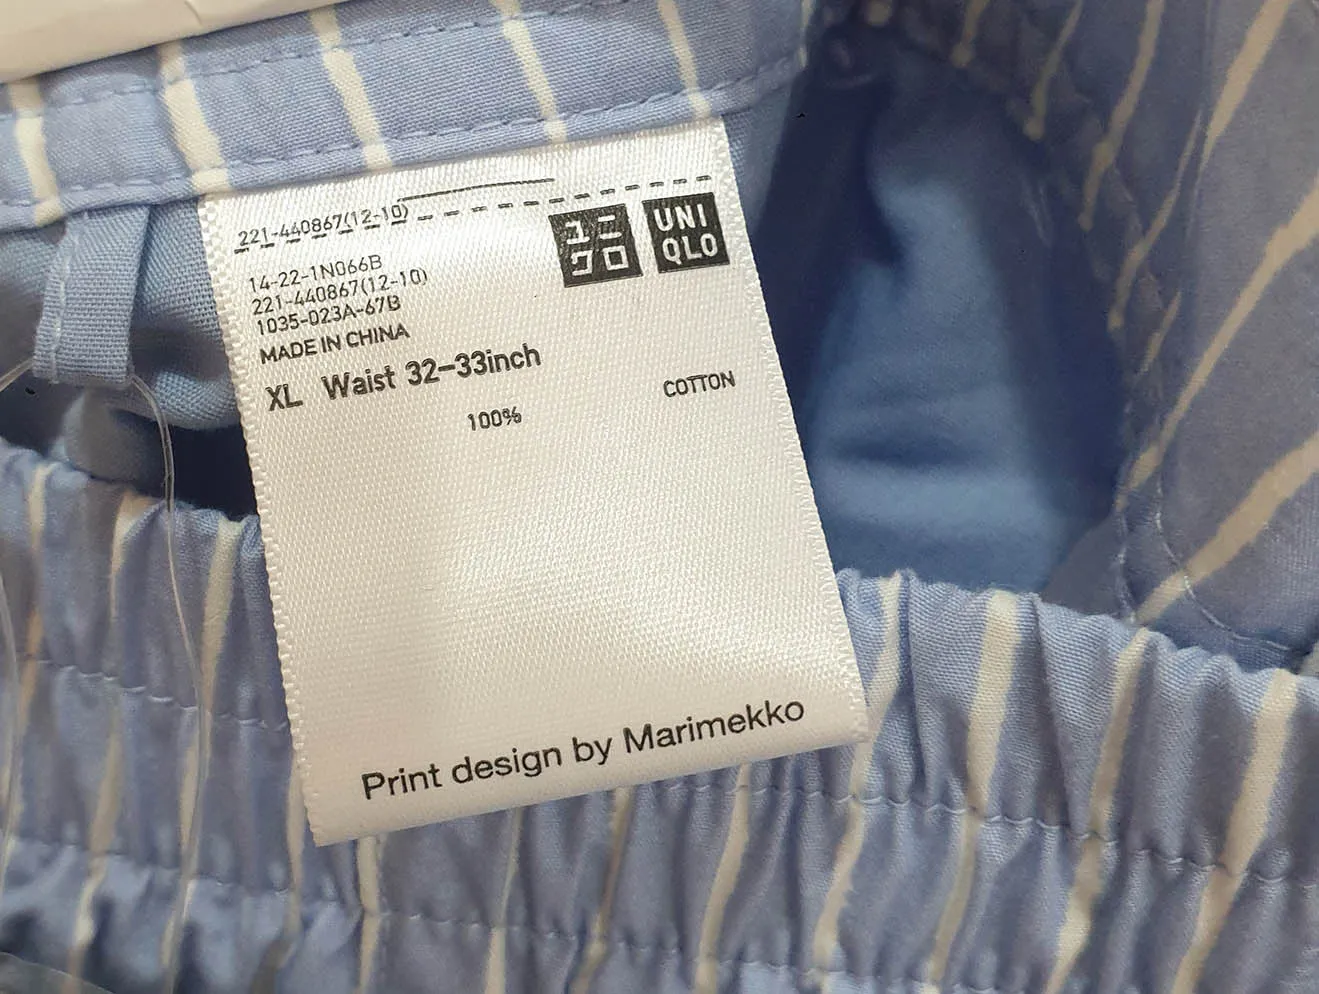 221-440867(12-10)
ユニ
クロ
UNI
QLO
14-22-1N066B
221-440867(12-10)
1035-023A-67B
MADE IN CHINA
XL Waist 32-33inch
100% COTTON
Print design by Marimekko